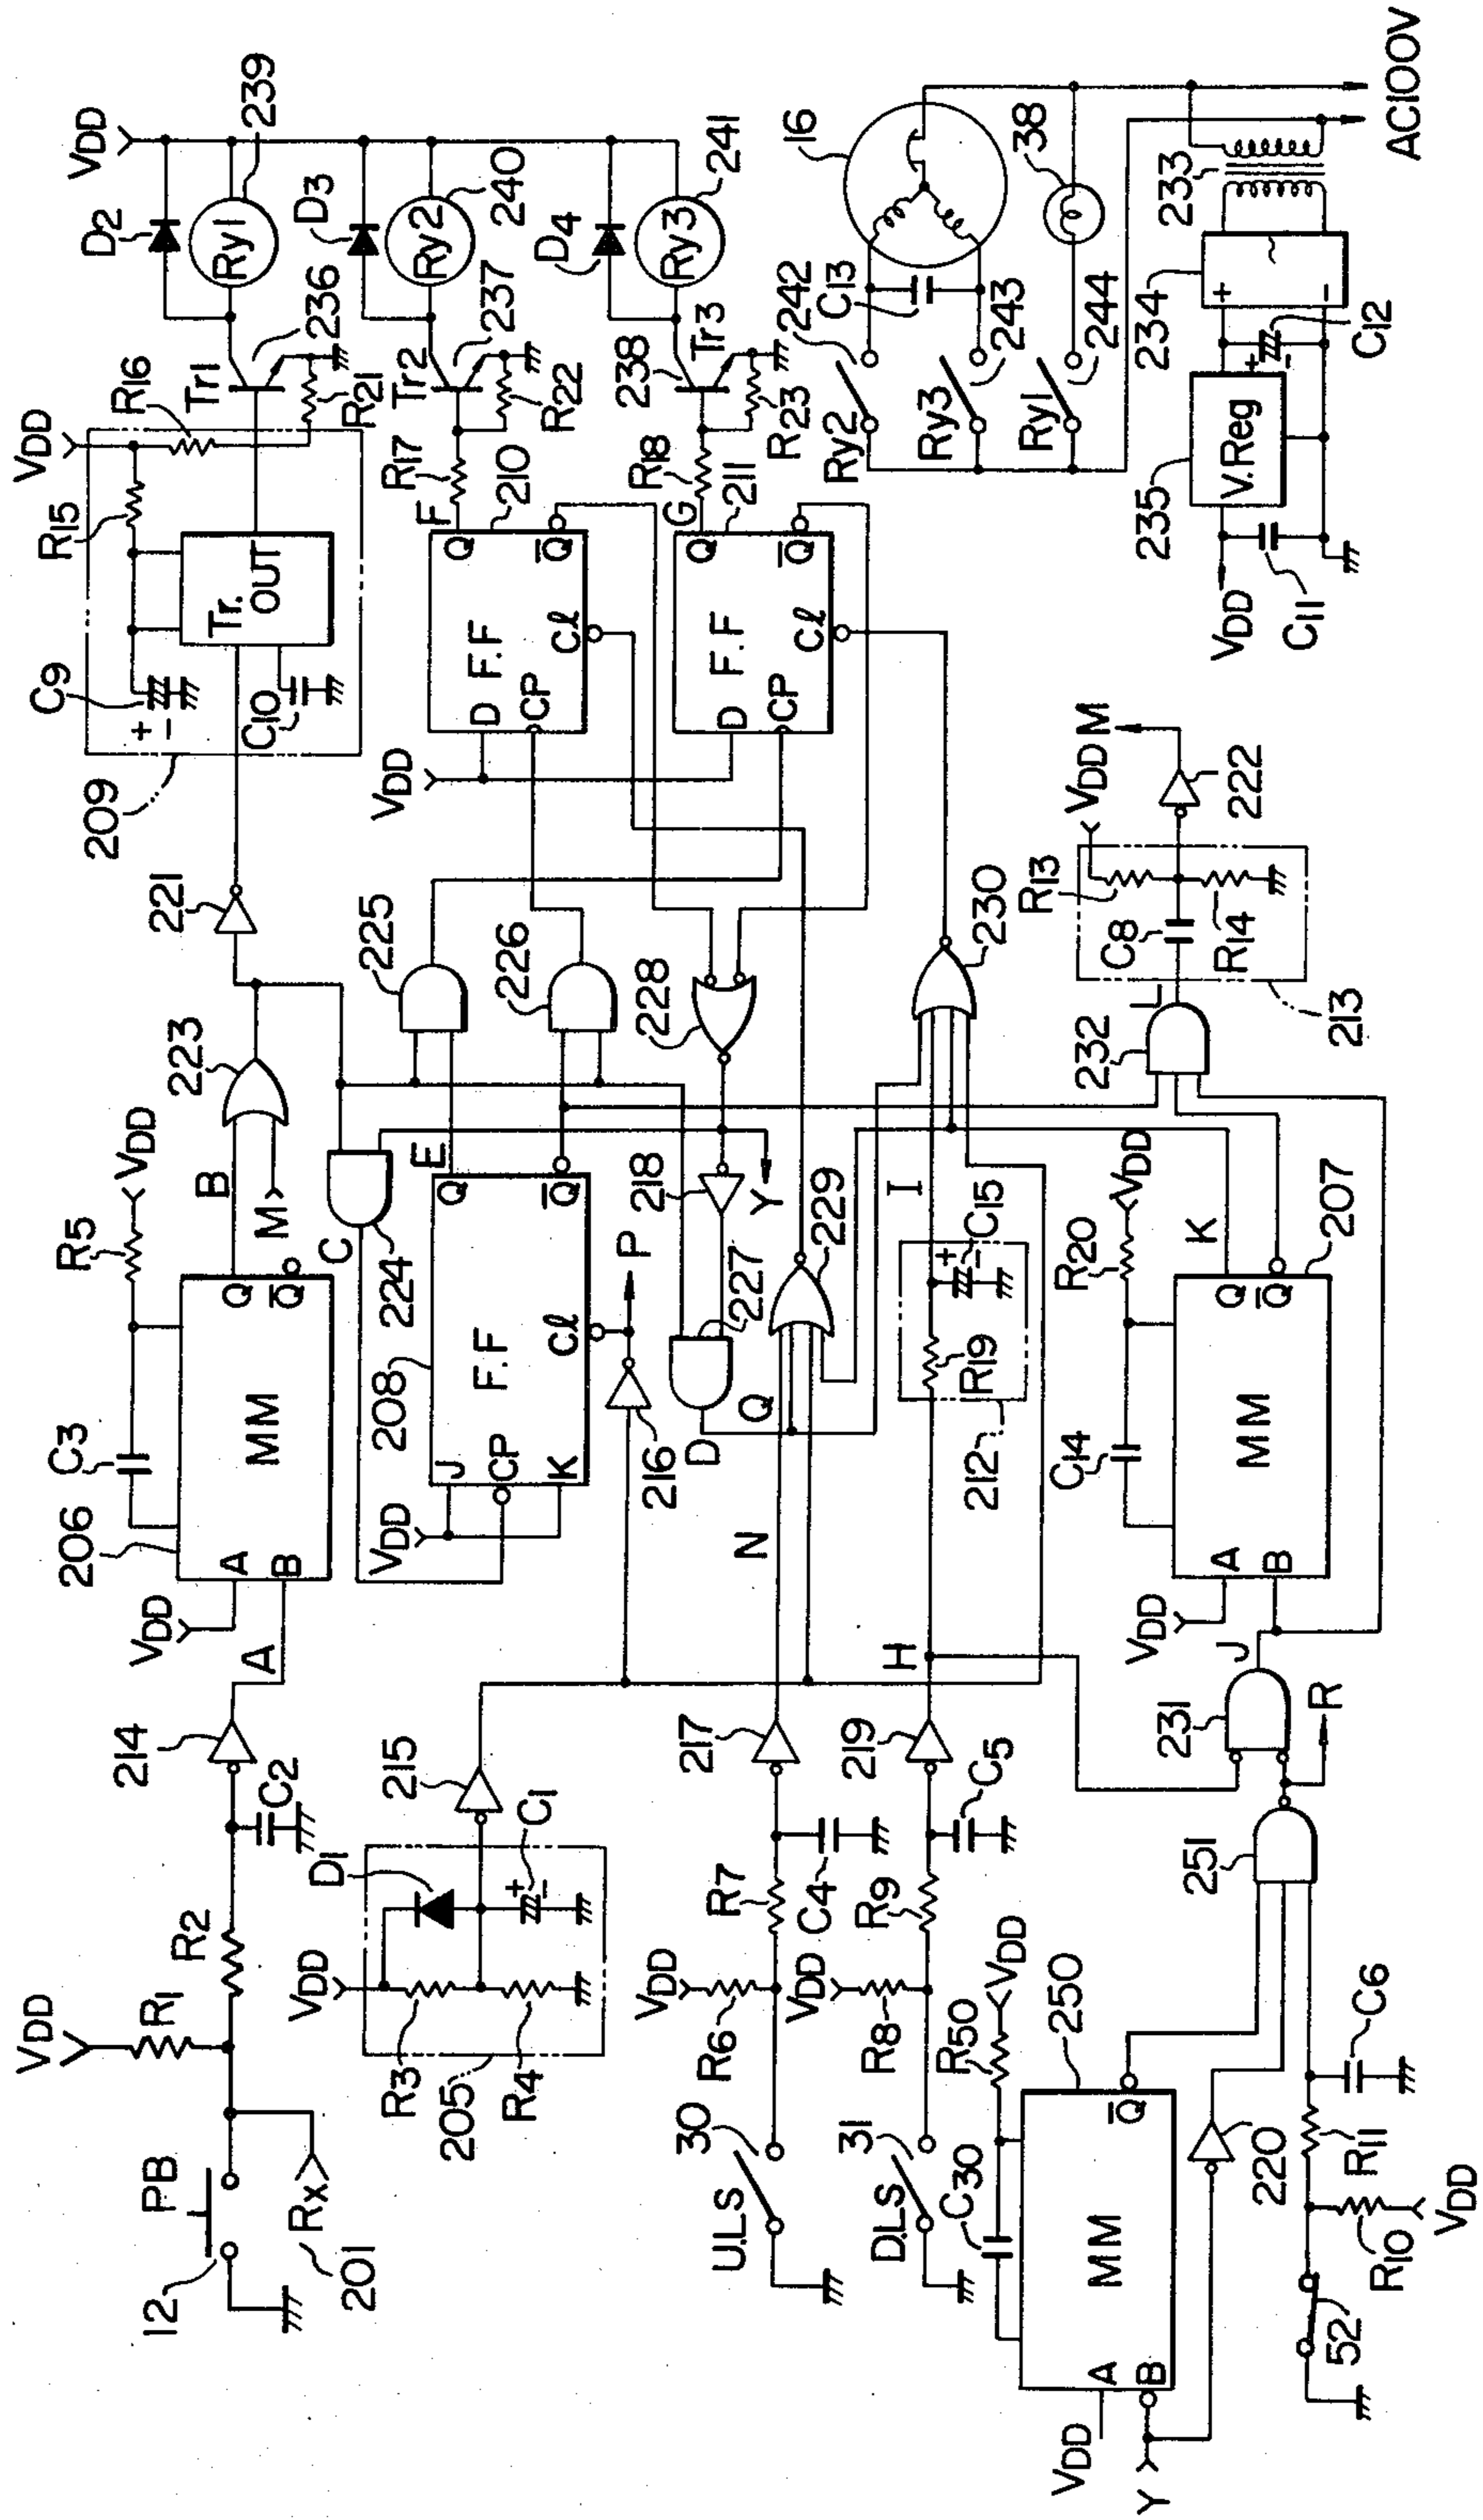 VDD
R1
R2
PB
12
Rx
201
C2
214
A
VDD
A
B
206
C3
R5
VDD
MM
Q
Q̅
B
M
223
221
209
C9
+
-
C10
Tr.
OUT
R15
VDD
R16
R21
Tr1
236
D2
Ry1
239
VDD
VDD
R3
R4
205
D1
C1
+
-
215
VDD
208
J
CP
K
F.F
Q
Q̅
Cℓ
C
224
E
216
P
218
Y
227
D
225
226
228
VDD
D
CP
F.F
Q
Q̅
Cℓ
210
F
R17
R22
Tr2
237
D3
Ry2
240
D
CP
F.F
Q
Q̅
Cℓ
211
G
R18
R23
238
Tr3
D4
Ry3
241
30
U.LS
VDD
R6
R7
C4
217
N
Q
229
31
D.LS
VDD
R8
R9
C5
219
H
212
R19
+
-
C15
I
230
Ry2
242
C13
16
Ry3
243
Ry1
244
38
C30
R50
VDD
250
VDD
A
B
MM
Q̅
Y
220
251
R
52
R10
VDD
R11
C6
231
J
VDD
A
B
MM
C14
R20
VDD
Q
Q̅
K
207
232
L
213
C8
R13
R14
VDD
222
M
VDD
C11
235
V.Reg
+
-
C12
234
+
-
233
AC100V